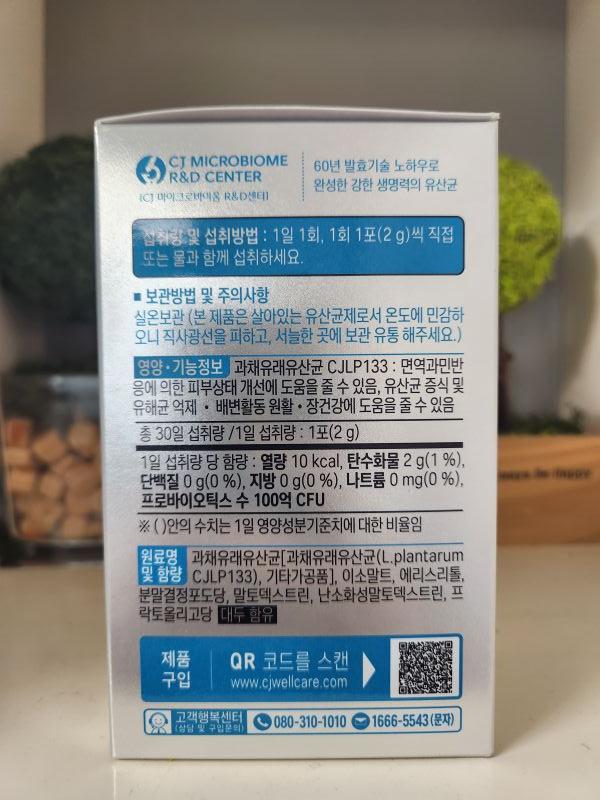 CJ MICROBIOME
R&D CENTER
[CJ 마이크로바이옴 R&D센터]
60년 발효기술 노하우로
완성한 강한 생명력의 유산균
섭취량 및 섭취방법 : 1일 1회, 1회 1포(2 g)씩 직접
또는 물과 함께 섭취하세요.
■ 보관방법 및 주의사항
실온보관 (본 제품은 살아있는 유산균제로서 온도에 민감하
오니 직사광선을 피하고, 서늘한 곳에 보관 유통 해주세요.)
영양·기능정보 과채유래유산균 CJLP133 : 면역과민반
응에 의한 피부상태 개선에 도움을 줄 수 있음, 유산균 증식 및
유해균 억제 · 배변활동 원활 · 장건강에 도움을 줄 수 있음
총 30일 섭취량 /1일 섭취량 : 1포(2 g)
1일 섭취량 당 함량 : 열량 10 kcal, 탄수화물 2 g(1 %),
단백질 0 g(0 %), 지방 0 g(0 %), 나트륨 0 mg(0 %),
프로바이오틱스 수 100억 CFU
※ ( )안의 수치는 1일 영양성분기준치에 대한 비율임
원료명
및 함량
과채유래유산균[과채유래유산균(L.plantarum
CJLP133), 기타가공품], 이소말트, 에리스리톨,
분말결정포도당, 말토덱스트린, 난소화성말토덱스트린, 프
락토올리고당 대두 함유
제품
구입
QR 코드를 스캔
www.cjwellcare.com
고객행복센터
(상담 및 구입문의)
080-310-1010
1666-5543(문자)